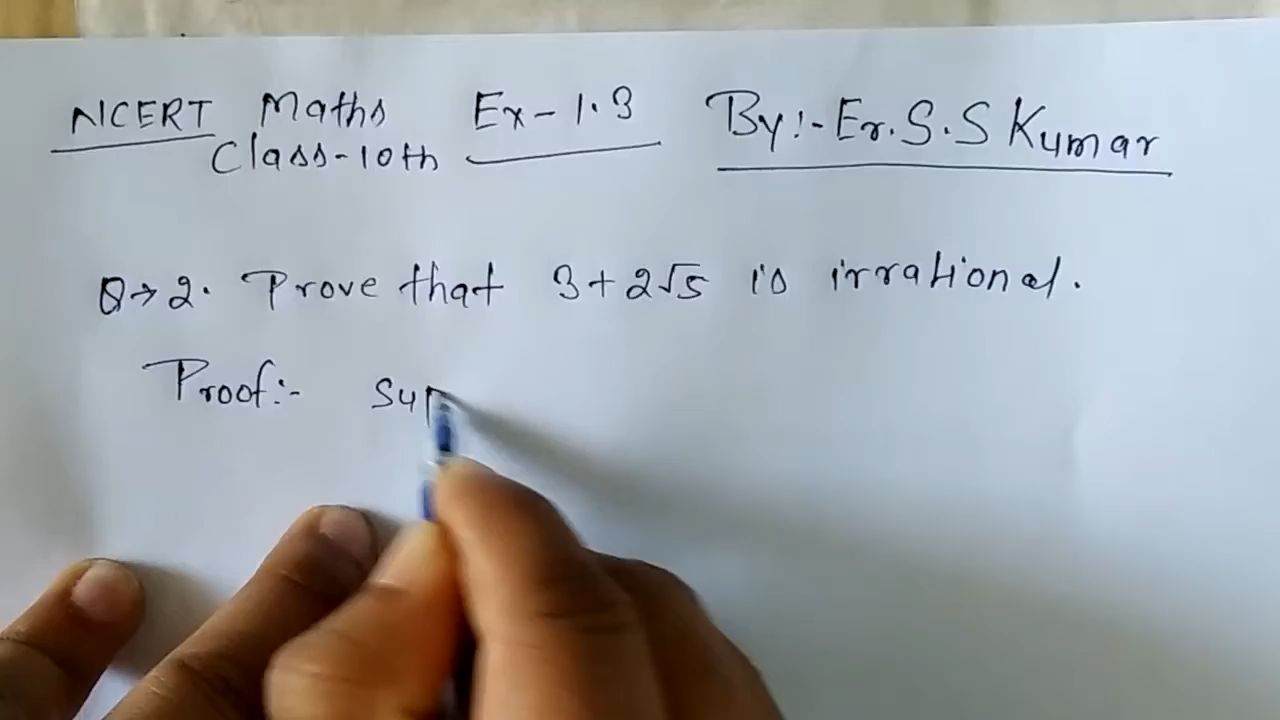 NCERT Maths Ex-1.3 By:-Er.S.S Kumar
Class-10th
Q→2. Prove that 3+2√5 is irrational.
Proof:- Sup